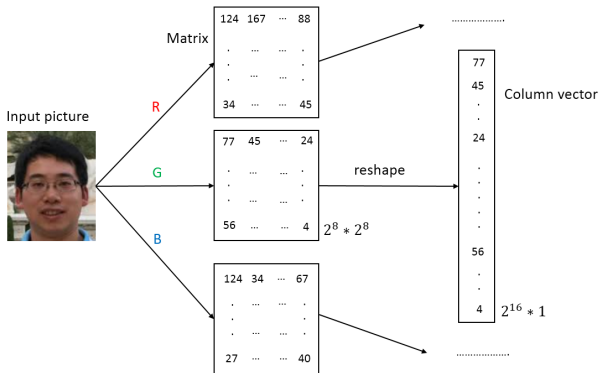 Input picture
R
G
B
Matrix
124 167 ... 88
. ... ... .
. .
. ... ... .
34 ... ... 45
77 45 ... 24
. ... ... .
. .
. ... ... .
56 ... ... 4
2^8 * 2^8
124 34 ... 67
. ... ... .
. .
. ... ... .
27 ... ... 40
reshape
....................
Column vector
77
45
.
.
24
.
.
.
.
.
56
.
.
4
2^16 * 1
....................